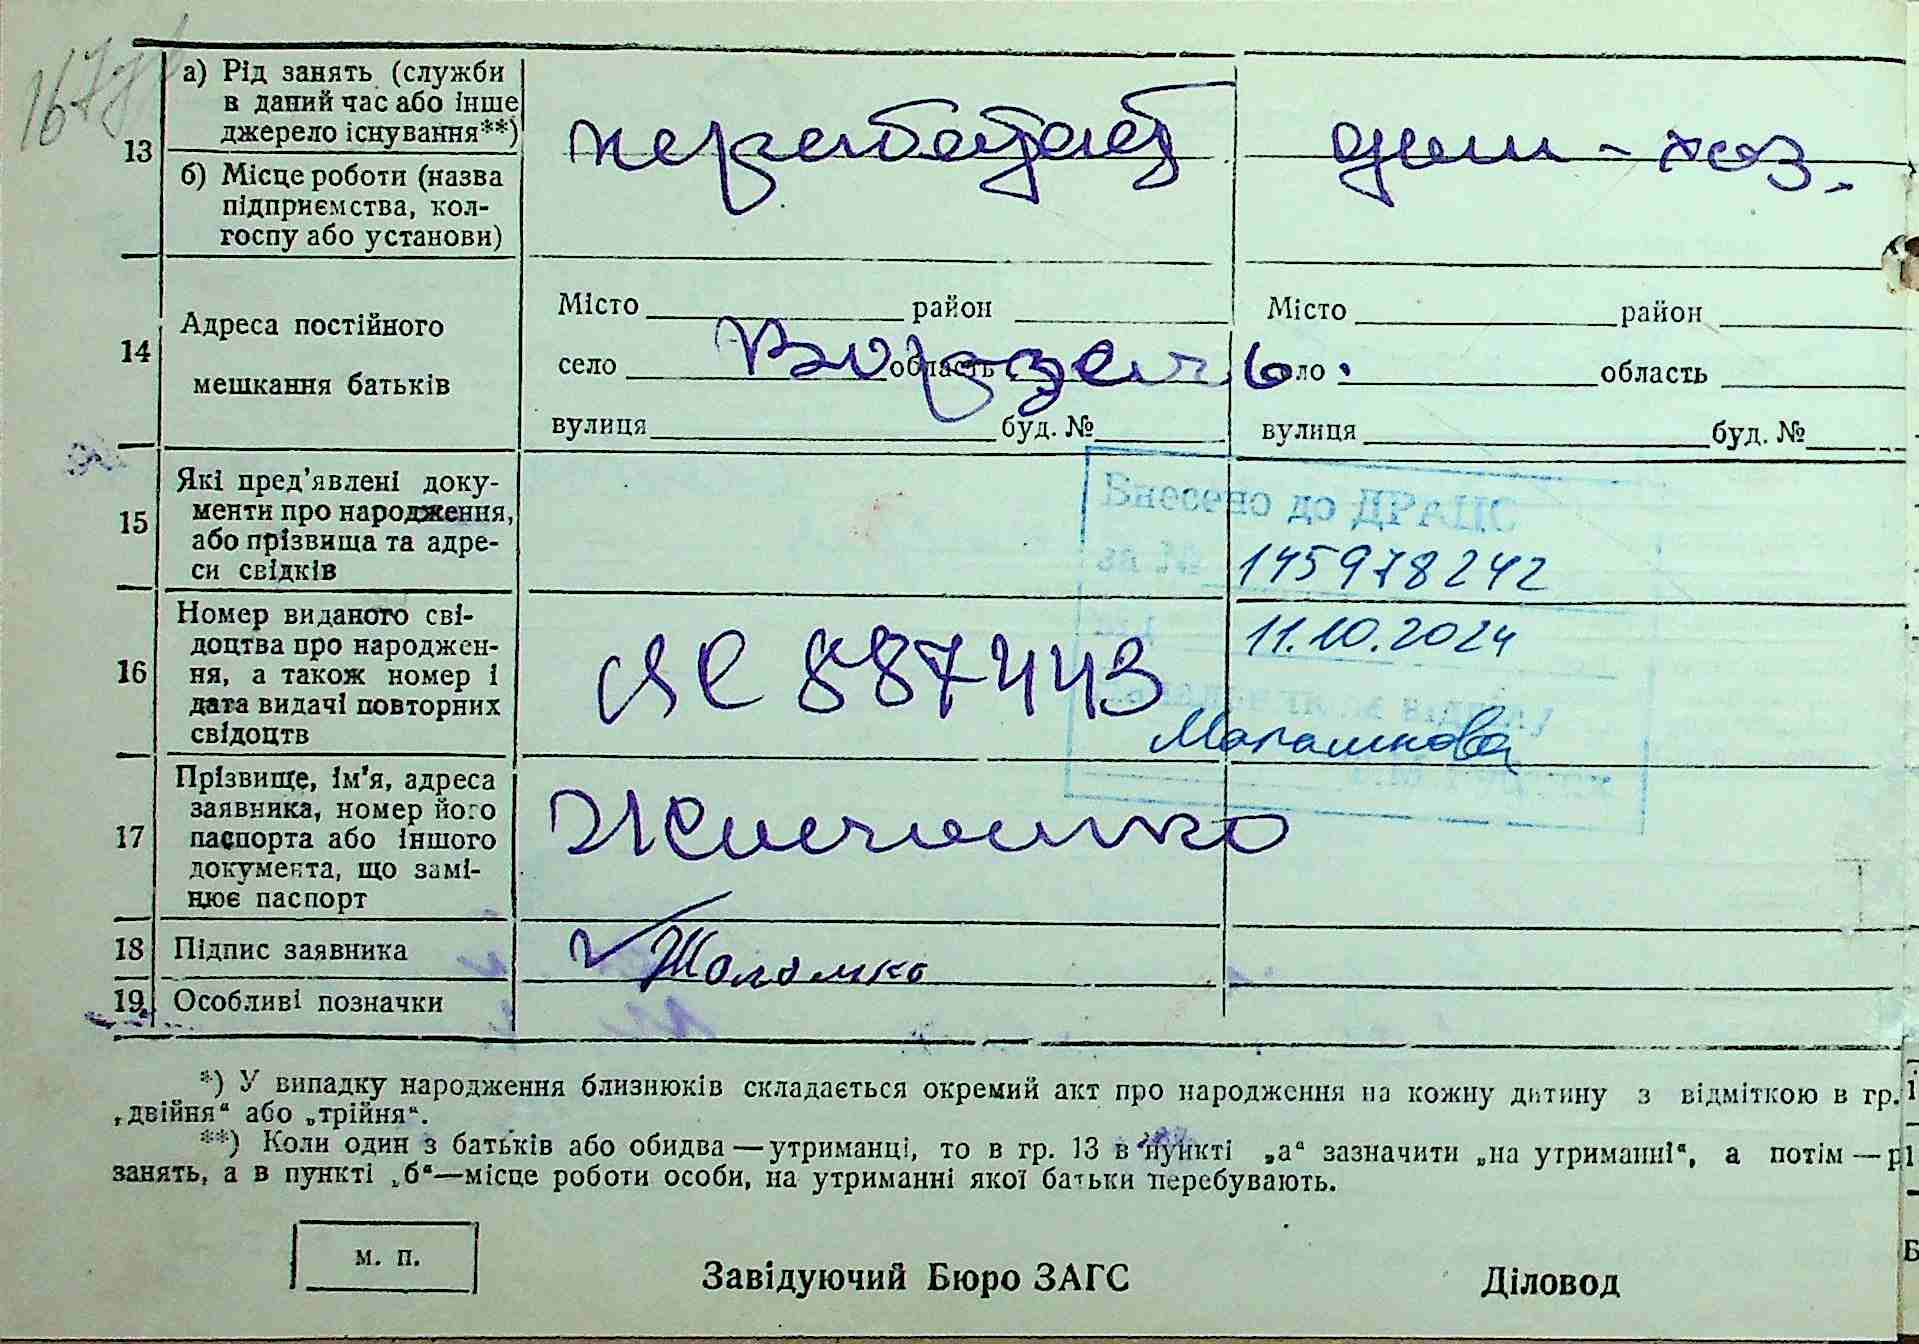 13
а) Рід занять (служби
в даний час або інше
джерело існування**)
б) Місце роботи (назва
підприємства, кол-
госпу або установи)
не работает
дом-хоз.
14
Адреса постійного
мешкання батьків
Місто район
село область
вулиця буд. №
Ворзель.
Місто район
село область
вулиця буд. №
15
Які пред’явлені доку-
менти про народження,
або прізвища та адре-
си свідків
Внесено до ДРАЦС
за № 145978242
11.10.2024
16
Номер виданого сві-
доцтва про народжен-
ня, а також номер і
дата видачі повторних
свідоцтв
ЯС 887443
17
Прізвище, ім’я, адреса
заявника, номер його
паспорта або іншого
документа, що замі-
нює паспорт
18 Підпис заявника
19. Особливі позначки
*) У випадку народження близнюків складається окремий акт про народження на кожну дитину з відміткою в гр.
„двійня“ або „трійня“.
**) Коли один з батьків або обидва—утриманці, то в гр. 13 в пункті „а“ зазначити „на утриманні“, а потім — р
занять, а в пункті „б“—місце роботи особи, на утриманні якої батьки перебувають.
м. п.
Завідуючий Бюро ЗАГС
Діловод